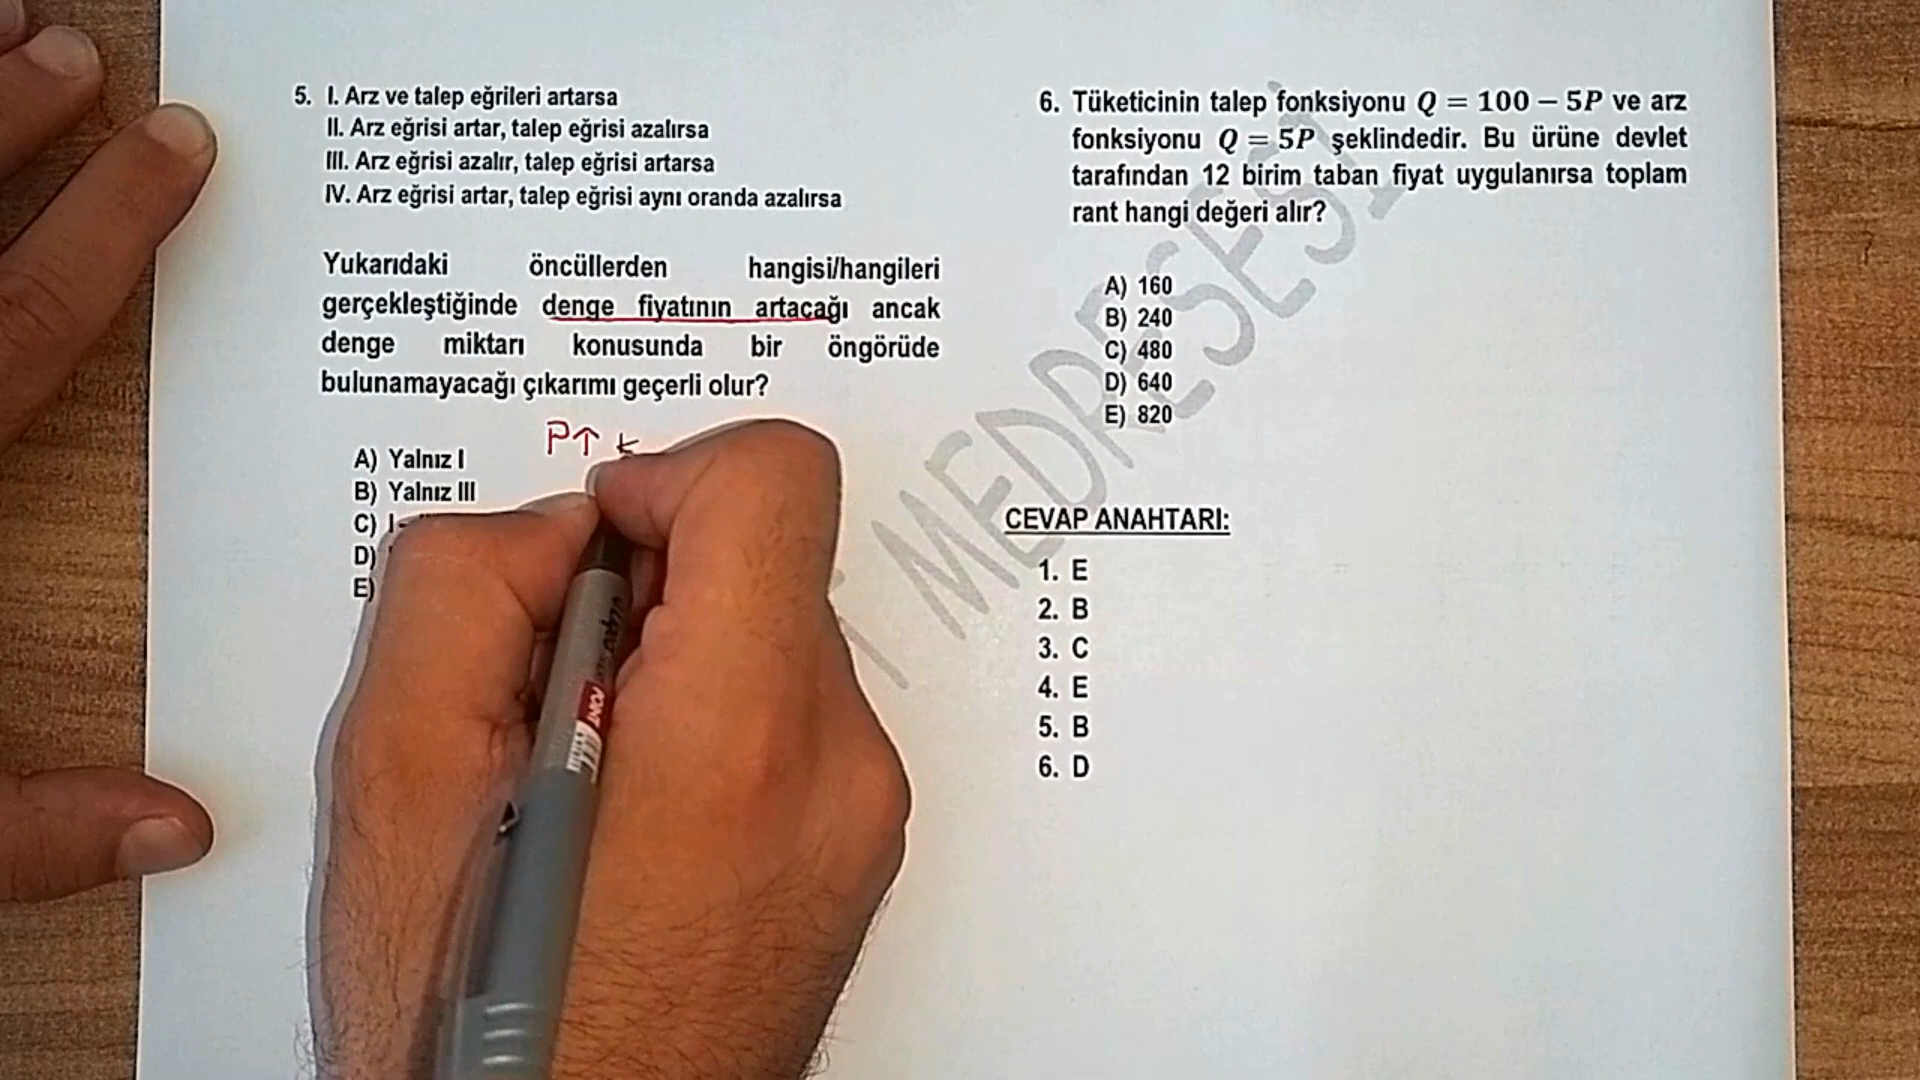 5. I. Arz ve talep eğrileri artarsa
II. Arz eğrisi artar, talep eğrisi azalırsa
III. Arz eğrisi azalır, talep eğrisi artarsa
IV. Arz eğrisi artar, talep eğrisi aynı oranda azalırsa
Yukarıdaki öncüllerden hangisi/hangileri
gerçekleştiğinde denge fiyatının artacağı ancak
denge miktarı konusunda bir öngörüde
bulunamayacağı çıkarımı geçerli olur?
P↑
A) Yalnız I
B) Yalnız III
C) I
D)
E)
6. Tüketicinin talep fonksiyonu Q = 100 – 5P ve arz
fonksiyonu Q = 5P şeklindedir. Bu ürüne devlet
tarafından 12 birim taban fiyat uygulanırsa toplam
rant hangi değeri alır?
A) 160
B) 240
C) 480
D) 640
E) 820
CEVAP ANAHTARI:
1. E
2. B
3. C
4. E
5. B
6. D
MEDRESESİ
POINT